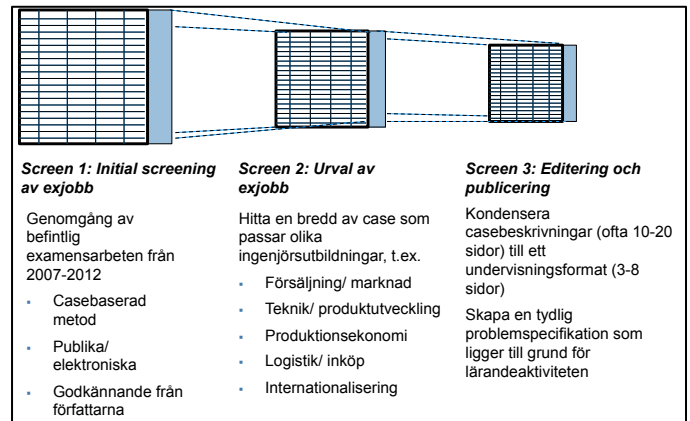 Screen 1: Initial screening
av exjobb
Genomgång av
befintlig
examensarbeten från
2007-2012
▪ Casebaserad
metod
▪ Publika/
elektroniska
▪ Godkännande från
författarna
Screen 2: Urval av
exjobb
Hitta en bredd av case som
passar olika
ingenjörsutbildningar, t.ex.
▪ Försäljning/ marknad
▪ Teknik/ produktutveckling
▪ Produktionsekonomi
▪ Logistik/ inköp
▪ Internationalisering
Screen 3: Editering och
publicering
Kondensera
casebeskrivningar (ofta 10-20
sidor) till ett
undervisningsformat (3-8
sidor)
Skapa en tydlig
problemspecifikation som
ligger till grund för
lärandeaktiviteten